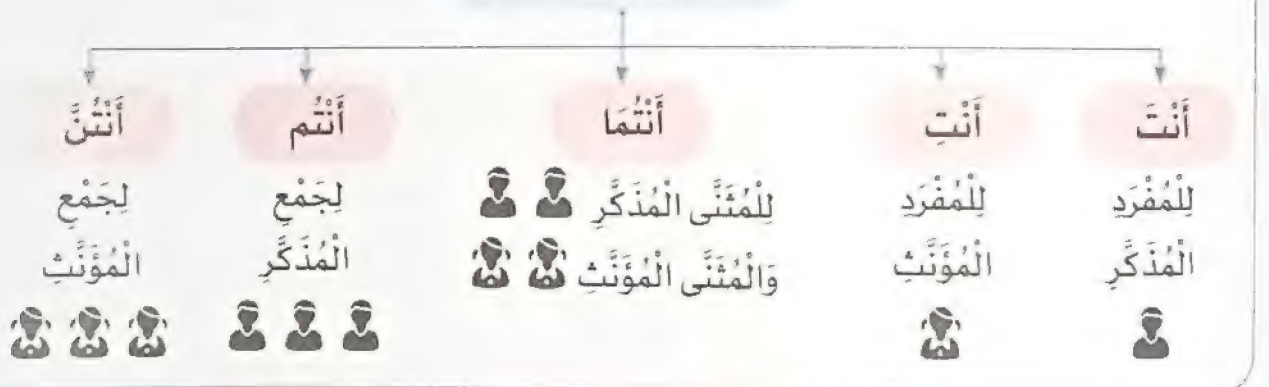 أَنْتَ
لِلْمُفْرَدِ
الْمُذَكَّرِ
أَنْتِ
لِلْمُفْرَدِ
الْمُؤَنَّثِ
أَنْتُمَا
لِلْمُثَنَّى الْمُذَكَّرِ
وَالْمُثَنَّى الْمُؤَنَّثِ
أَنْتُم
لِجَمْعِ
الْمُذَكَّرِ
أَنْتُنَّ
لِجَمْعِ
الْمُؤَنَّثِ